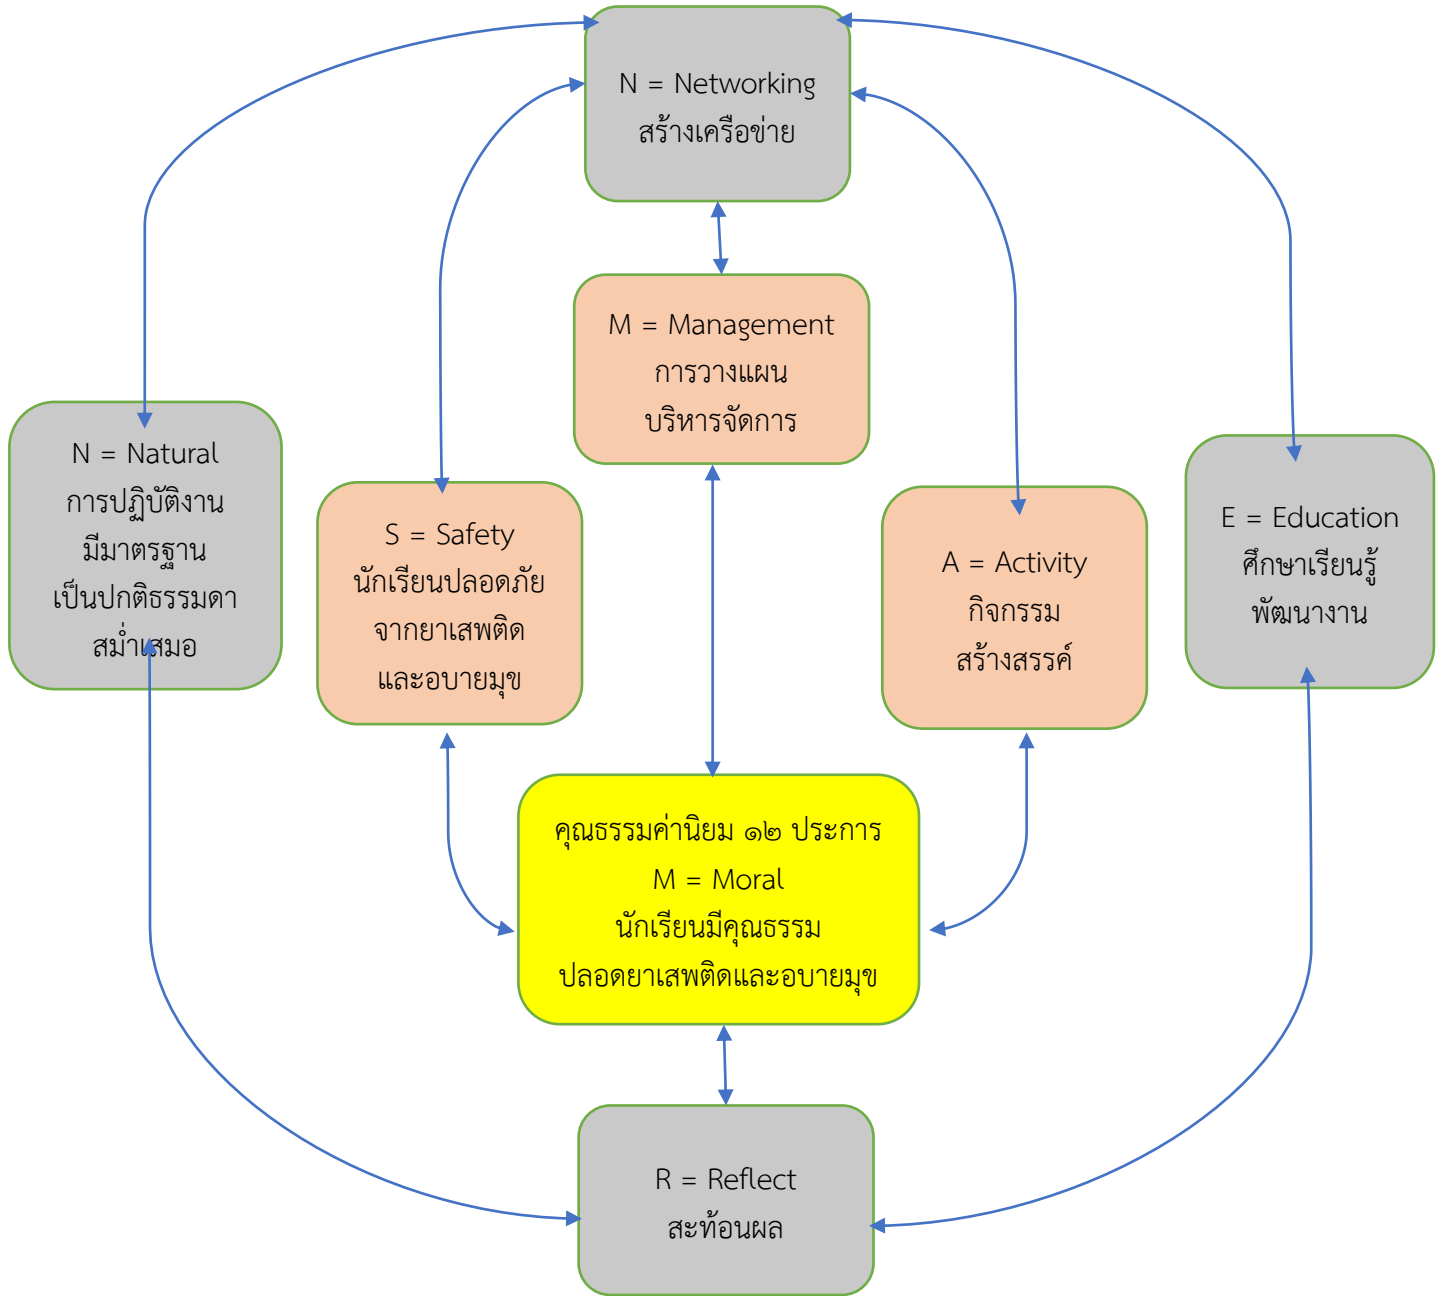 N = Networking
สร้างเครือข่าย
M = Management
การวางแผน
บริหารจัดการ
N = Natural
การปฏิบัติงาน
มีมาตรฐาน
เป็นปกติธรรมดา
สม่ำเสมอ
S = Safety
นักเรียนปลอดภัย
จากยาเสพติด
และอบายมุข
A = Activity
กิจกรรม
สร้างสรรค์
E = Education
ศึกษาเรียนรู้
พัฒนางาน
คุณธรรมค่านิยม ๑๒ ประการ
M = Moral
นักเรียนมีคุณธรรม
ปลอดยาเสพติดและอบายมุข
R = Reflect
สะท้อนผล